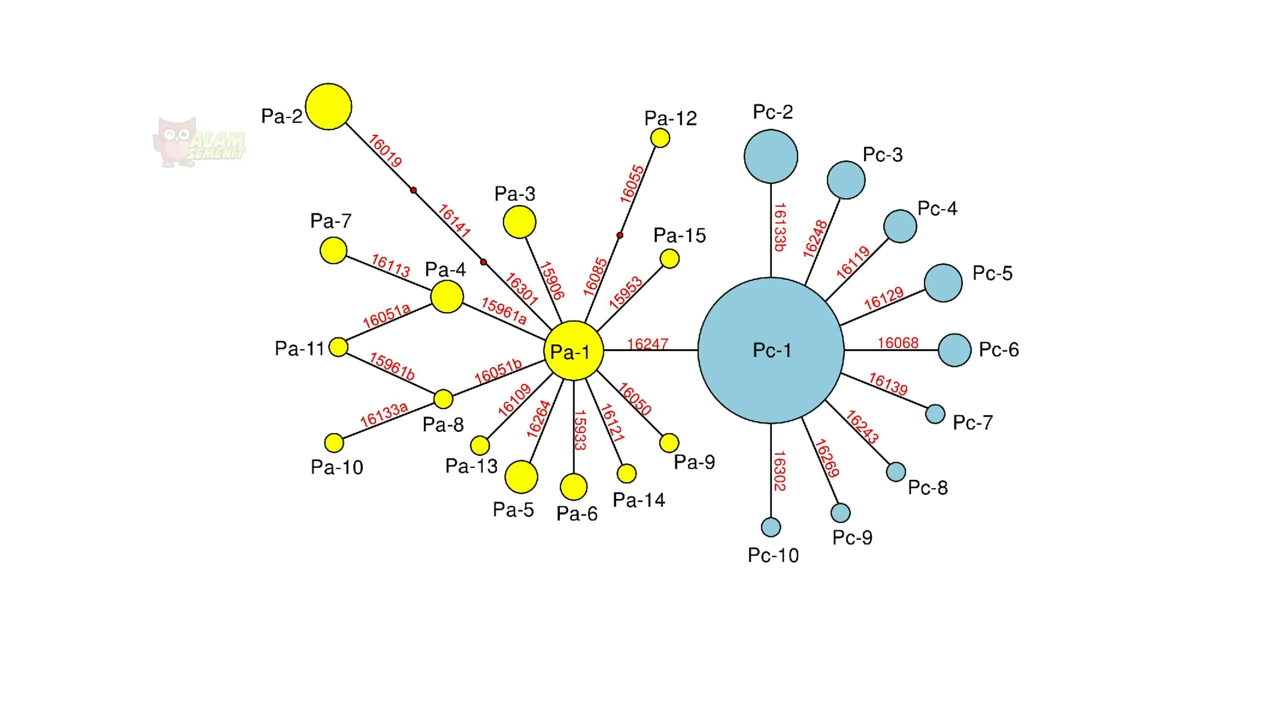 ALAM
SEMENIT
Pa-2
16019
16141
16301
Pa-3
15906
Pa-12
16055
16085
Pa-15
15953
Pa-7
16113
Pa-4
15961a
16051a
Pa-11
15961b
16051b
Pa-8
16133a
Pa-10
Pa-1
16247
16109
Pa-13
16264
Pa-5
15933
Pa-6
16121
Pa-14
16050
Pa-9
Pc-2
16133b
Pc-3
16248
Pc-4
16119
Pc-5
16129
Pc-1
16068
Pc-6
16139
Pc-7
16243
Pc-8
16269
Pc-9
16302
Pc-10